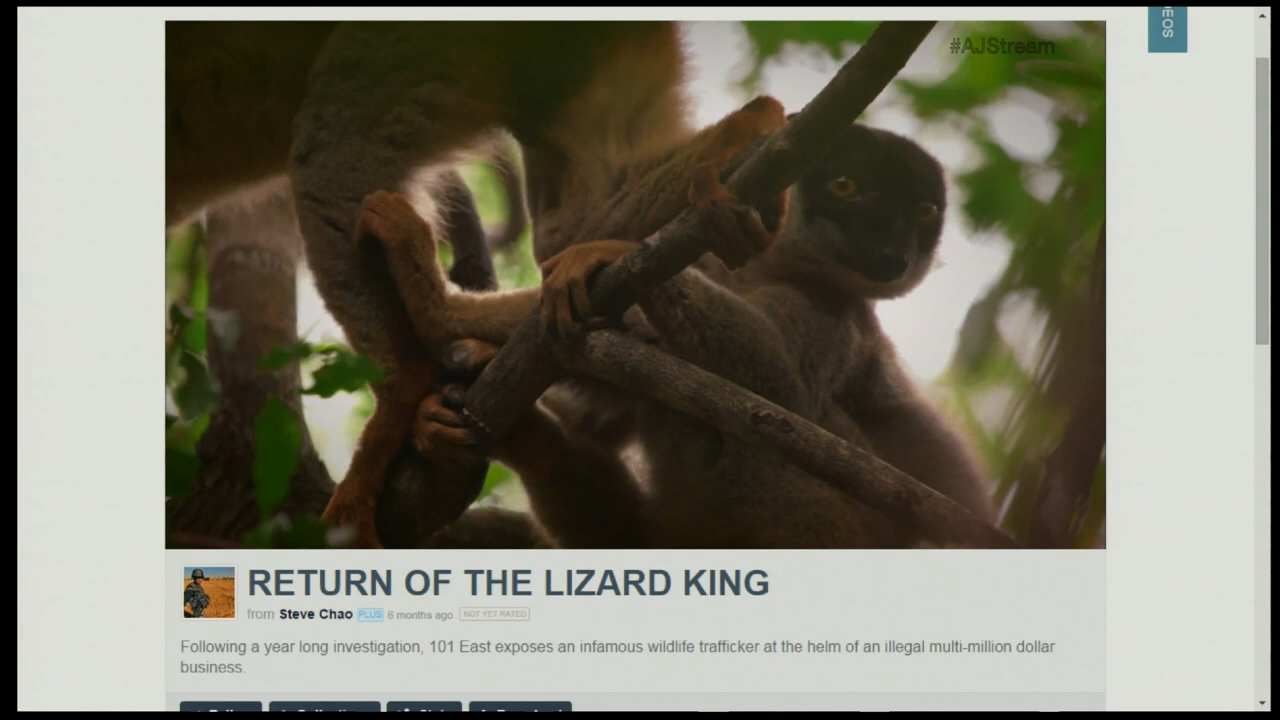 #AJStream
RETURN OF THE LIZARD KING
from Steve Chao PLUS 6 months ago NOT YET RATED
Following a year long investigation, 101 East exposes an infamous wildlife trafficker at the helm of an illegal multi-million dollar
business.